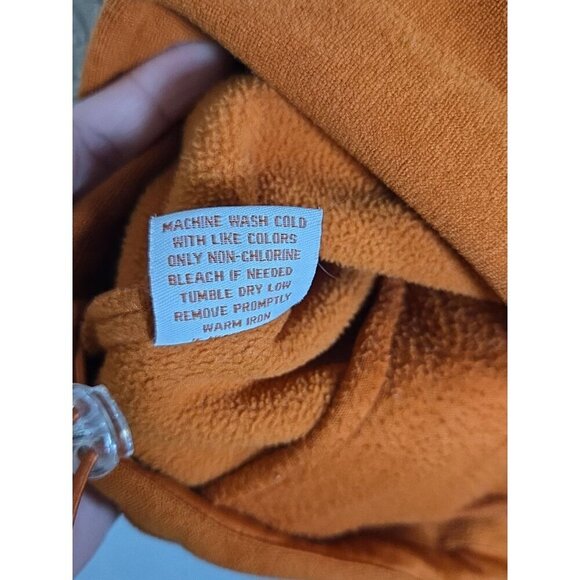 MACHINE WASH COLD
WITH LIKE COLORS
ONLY NON-CHLORINE
BLEACH IF NEEDED
TUMBLE DRY LOW
REMOVE PROMPTLY
WARM IRON